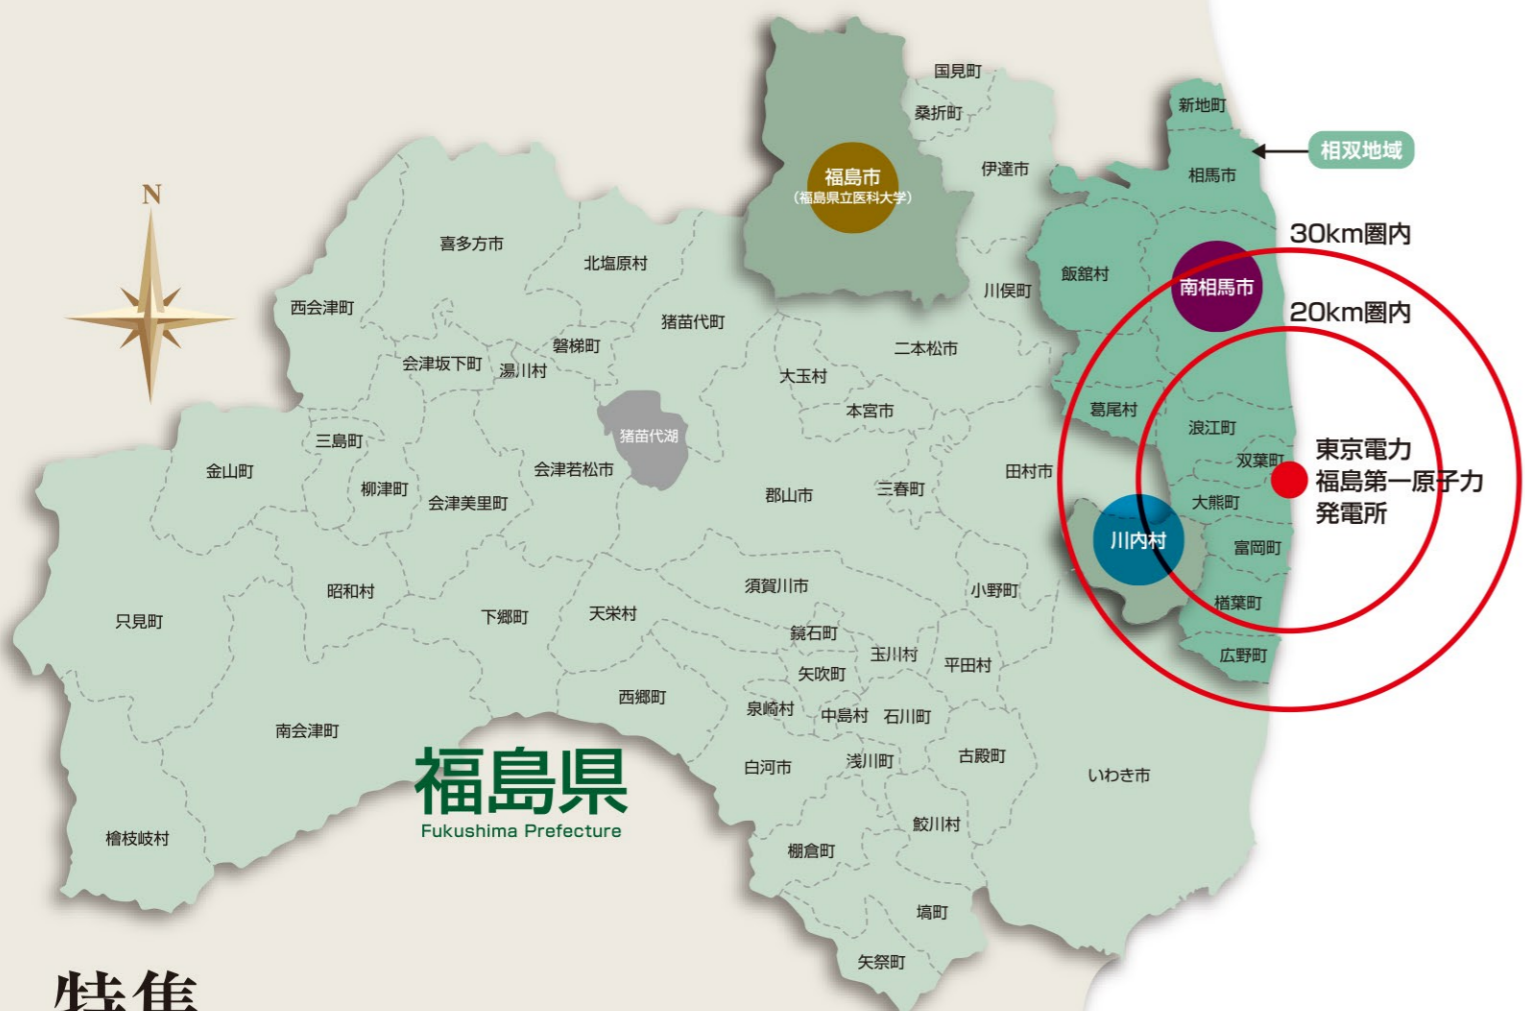 国見町
桑折町
新地町
相双地域
伊達市
相馬市
福島市
（福島県立医科大学）
N
30km圏内
喜多方市
北塩原村
飯舘村
川俣町
南相馬市
西会津町
20km圏内
猪苗代町
磐梯町
二本松市
会津坂下町
湯川村
大玉村
本宮市
葛尾村
浪江町
三島町
猪苗代湖
東京電力
福島第一原子力
発電所
双葉町
金山町
会津若松市
田村市
柳津町
会津美里町
郡山市
三春町
大熊町
川内村
富岡町
須賀川市
昭和村
小野町
楢葉町
只見町
下郷町
天栄村
鏡石町
玉川村
広野町
平田村
矢吹町
西郷町
泉崎村
中島村
石川町
南会津町
古殿町
浅川町
白河市
いわき市
福島県
Fukushima Prefecture
鮫川村
檜枝岐村
棚倉町
塙町
矢祭町
特集